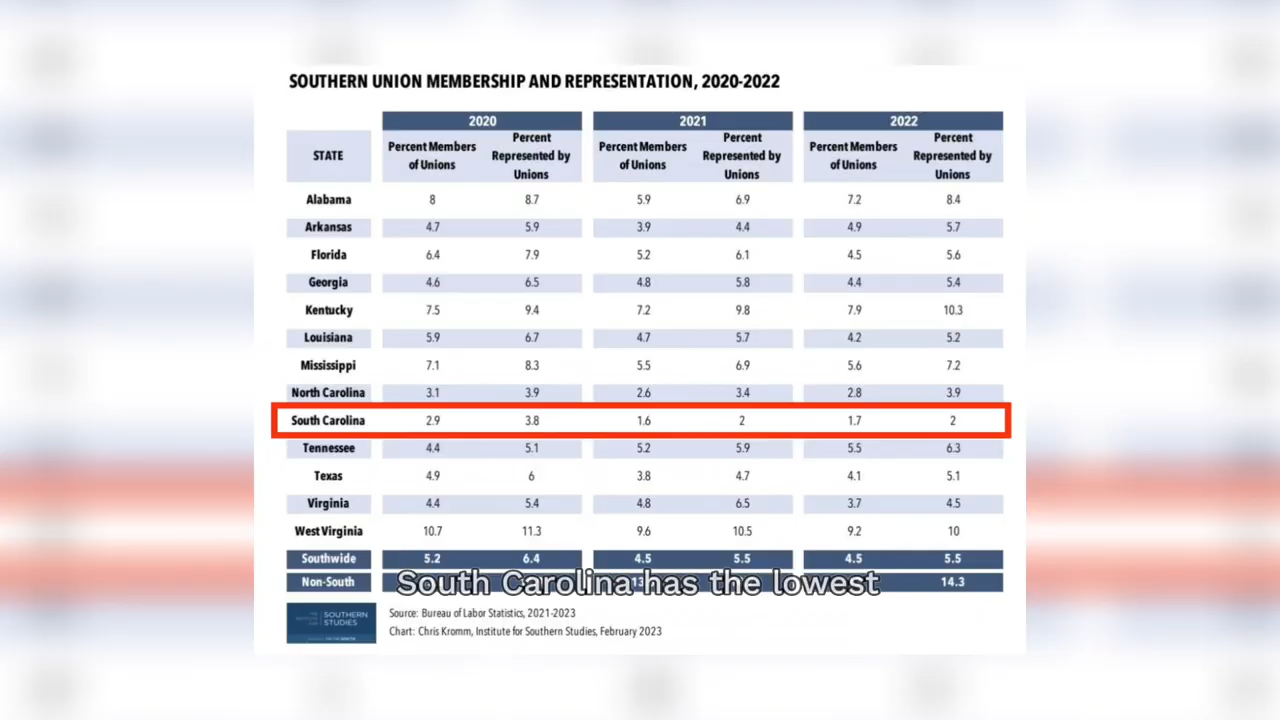 SOUTHERN UNION MEMBERSHIP AND REPRESENTATION, 2020-2022
2020 2021 2022
STATE Percent Members of Unions Percent Represented by Unions Percent Members of Unions Percent Represented by Unions Percent Members of Unions Percent Represented by Unions
Alabama 8 8.7 5.9 6.9 7.2 8.4
Arkansas 4.7 5.9 3.9 4.4 4.9 5.7
Florida 6.4 7.9 5.2 6.1 4.5 5.6
Georgia 4.6 6.5 4.8 5.8 4.4 5.4
Kentucky 7.5 9.4 7.2 9.8 7.9 10.3
Louisiana 5.9 6.7 4.7 5.7 4.2 5.2
Mississippi 7.1 8.3 5.5 6.9 5.6 7.2
North Carolina 3.1 3.9 2.6 3.4 2.8 3.9
South Carolina 2.9 3.8 1.6 2 1.7 2
Tennessee 4.4 5.1 5.2 5.9 5.5 6.3
Texas 4.9 6 3.8 4.7 4.1 5.1
Virginia 4.4 5.4 4.8 6.5 3.7 4.5
West Virginia 10.7 11.3 9.6 10.5 9.2 10
Southwide 5.2 6.4 4.5 5.5 4.5 5.5
Non-South 14.3
South Carolina has the lowest
SOUTHERN
STUDIES
Source: Bureau of Labor Statistics, 2021-2023
Chart: Chris Kromm, Institute for Southern Studies, February 2023